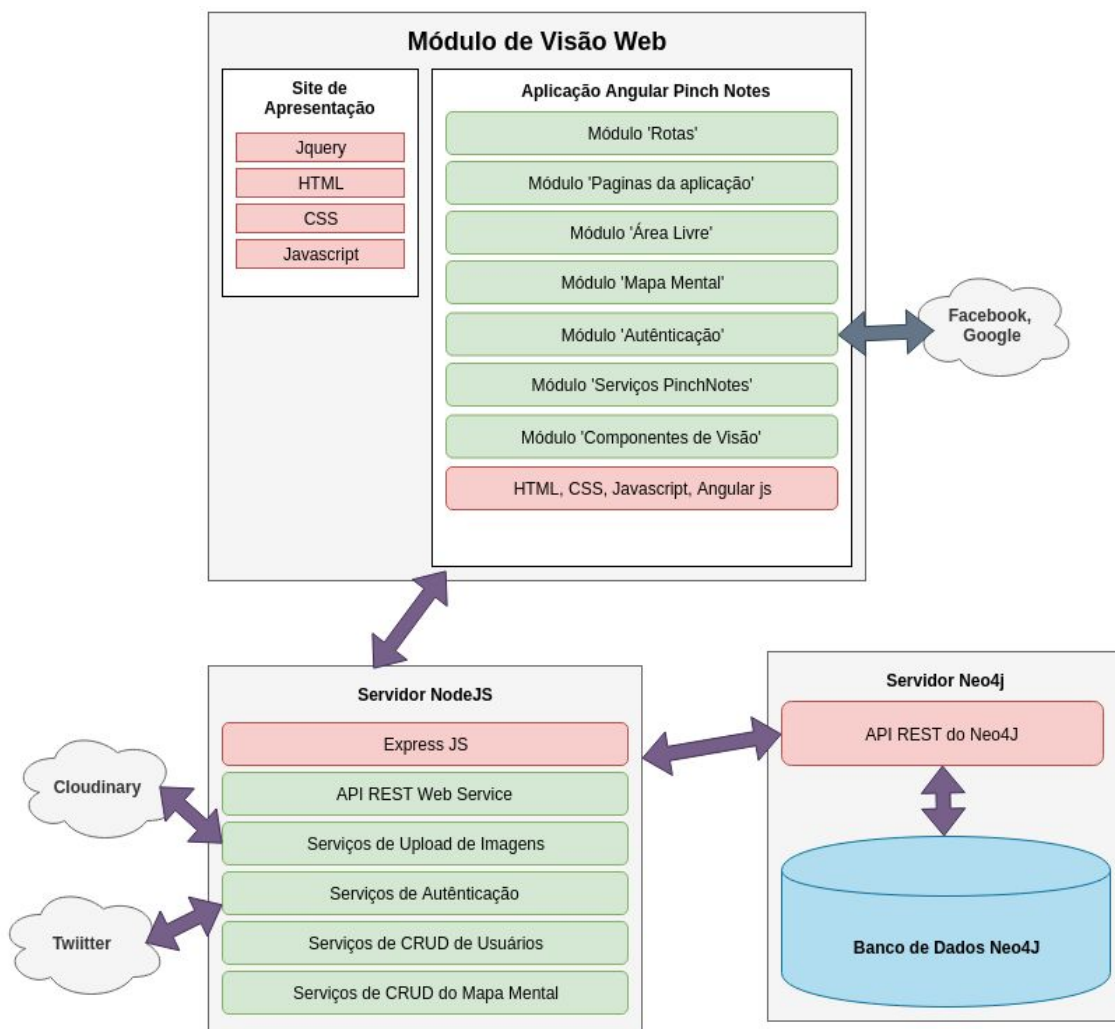 Módulo de Visão Web
Site de
Apresentação
Jquery
HTML
CSS
Javascript
Aplicação Angular Pinch Notes
Módulo 'Rotas'
Módulo 'Paginas da aplicação'
Módulo 'Área Livre'
Módulo 'Mapa Mental'
Módulo 'Autênticação'
Módulo 'Serviços PinchNotes'
Módulo 'Componentes de Visão'
HTML, CSS, Javascript, Angular js
Facebook,
Google
Servidor NodeJS
Express JS
API REST Web Service
Serviços de Upload de Imagens
Serviços de Autênticação
Serviços de CRUD de Usuários
Serviços de CRUD do Mapa Mental
Cloudinary
Twiitter
Servidor Neo4j
API REST do Neo4J
Banco de Dados Neo4J